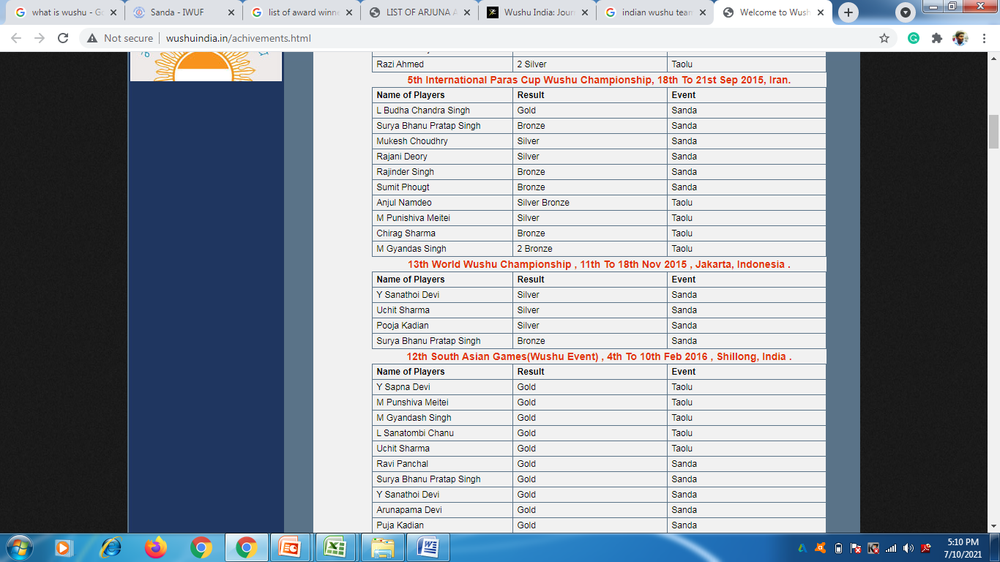 what is wushu - Go
Sanda - IWUF
list of award winne
LIST OF ARJUNA A
Wushu India: Jour
indian wushu team
Welcome to Wush
Not secure | wushuindia.in/achivements.html
Razi Ahmed 2 Silver Taolu
5th International Paras Cup Wushu Championship, 18th To 21st Sep 2015, Iran.
Name of Players Result Event
L Budha Chandra Singh Gold Sanda
Surya Bhanu Pratap Singh Bronze Sanda
Mukesh Choudhry Silver Sanda
Rajani Deory Silver Sanda
Rajinder Singh Bronze Sanda
Sumit Phougt Bronze Sanda
Anjul Namdeo Silver Bronze Taolu
M Punishiva Meitei Silver Taolu
Chirag Sharma Bronze Taolu
M Gyandas Singh 2 Bronze Taolu
13th World Wushu Championship , 11th To 18th Nov 2015 , Jakarta, Indonesia .
Name of Players Result Event
Y Sanathoi Devi Silver Sanda
Uchit Sharma Silver Sanda
Pooja Kadian Silver Sanda
Surya Bhanu Pratap Singh Bronze Sanda
12th South Asian Games(Wushu Event) , 4th To 10th Feb 2016 , Shillong, India .
Name of Players Result Event
Y Sapna Devi Gold Taolu
M Punshiva Meitei Gold Taolu
M Gyandash Singh Gold Taolu
L Sanatombi Chanu Gold Taolu
Uchit Sharma Gold Taolu
Ravi Panchal Gold Sanda
Surya Bhanu Pratap Singh Gold Sanda
Y Sanathoi Devi Gold Sanda
Arunapama Devi Gold Sanda
Puja Kadian Gold Sanda
5:10 PM
7/10/2021